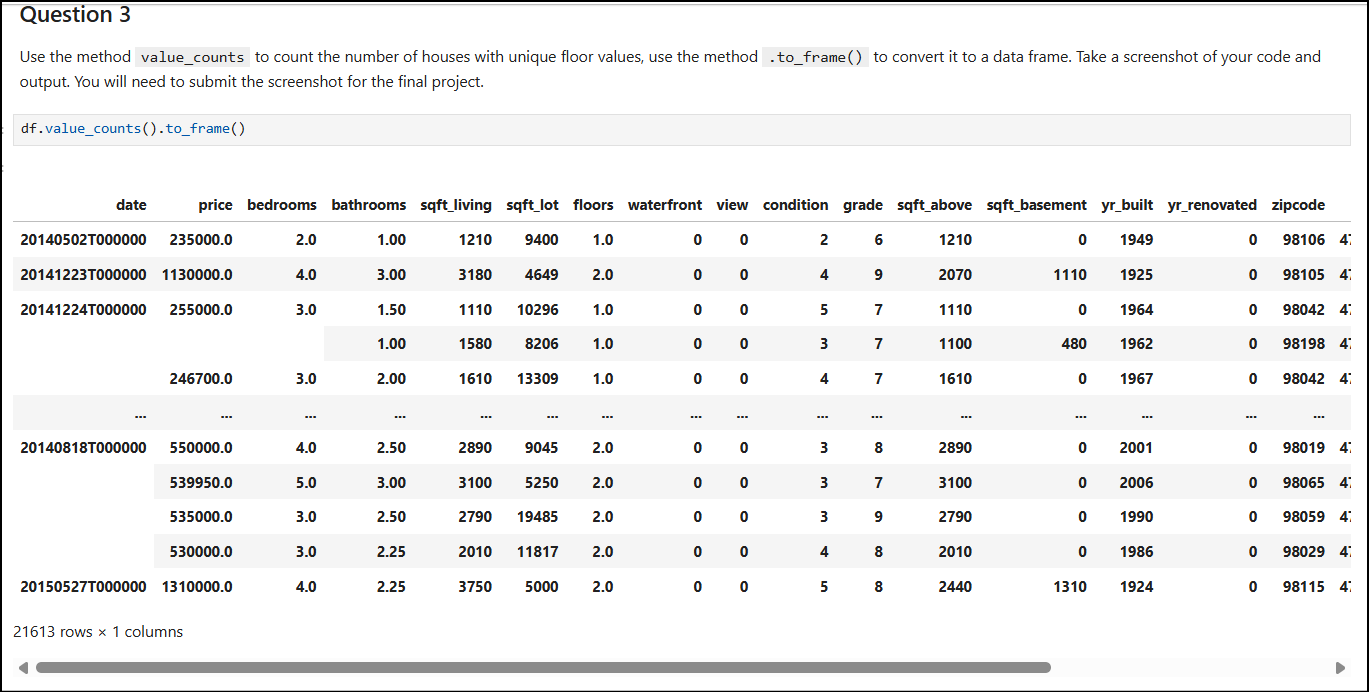 Question 3
Use the method value_counts to count the number of houses with unique floor values, use the method .to_frame() to convert it to a data frame. Take a screenshot of your code and
output. You will need to submit the screenshot for the final project.
df.value_counts().to_frame()
date price bedrooms bathrooms sqft_living sqft_lot floors waterfront view condition grade sqft_above sqft_basement yr_built yr_renovated zipcode
20140502T000000 235000.0 2.0 1.00 1210 9400 1.0 0 0 2 6 1210 0 1949 0 98106 47
20141223T000000 1130000.0 4.0 3.00 3180 4649 2.0 0 0 4 9 2070 1110 1925 0 98105 47
20141224T000000 255000.0 3.0 1.50 1110 10296 1.0 0 0 5 7 1110 0 1964 0 98042 47
1.00 1580 8206 1.0 0 0 3 7 1100 480 1962 0 98198 47
246700.0 3.0 2.00 1610 13309 1.0 0 0 4 7 1610 0 1967 0 98042 47
... ... ... ... ... ... ... ... ... ... ... ... ... ... ... ...
20140818T000000 550000.0 4.0 2.50 2890 9045 2.0 0 0 3 8 2890 0 2001 0 98019 47
539950.0 5.0 3.00 3100 5250 2.0 0 0 3 7 3100 0 2006 0 98065 47
535000.0 3.0 2.50 2790 19485 2.0 0 0 3 9 2790 0 1990 0 98059 47
530000.0 3.0 2.25 2010 11817 2.0 0 0 4 8 2010 0 1986 0 98029 47
20150527T000000 1310000.0 4.0 2.25 3750 5000 2.0 0 0 5 8 2440 1310 1924 0 98115 47
21613 rows × 1 columns